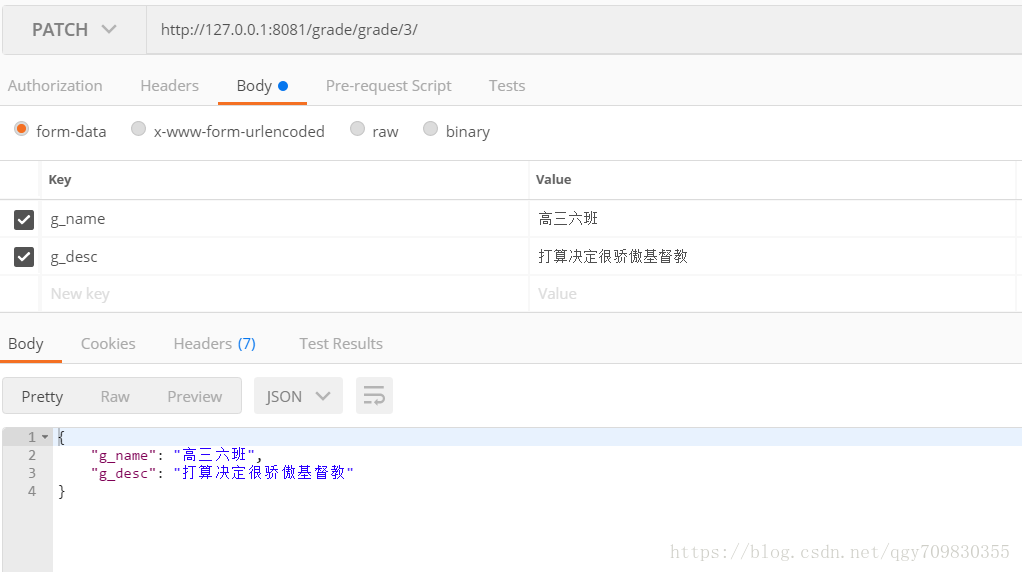 PATCH http://127.0.0.1:8081/grade/grade/3/
Authorization Headers Body Pre-request Script Tests
form-data x-www-form-urlencoded raw binary
Key Value
g_name 高三六班
g_desc 打算决定很骄傲基督教
New key Value
Body Cookies Headers (7) Test Results
Pretty Raw Preview JSON
1 {
2 "g_name": "高三六班",
3 "g_desc": "打算决定很骄傲基督教"
4 }
https://blog.csdn.net/qgy709830355